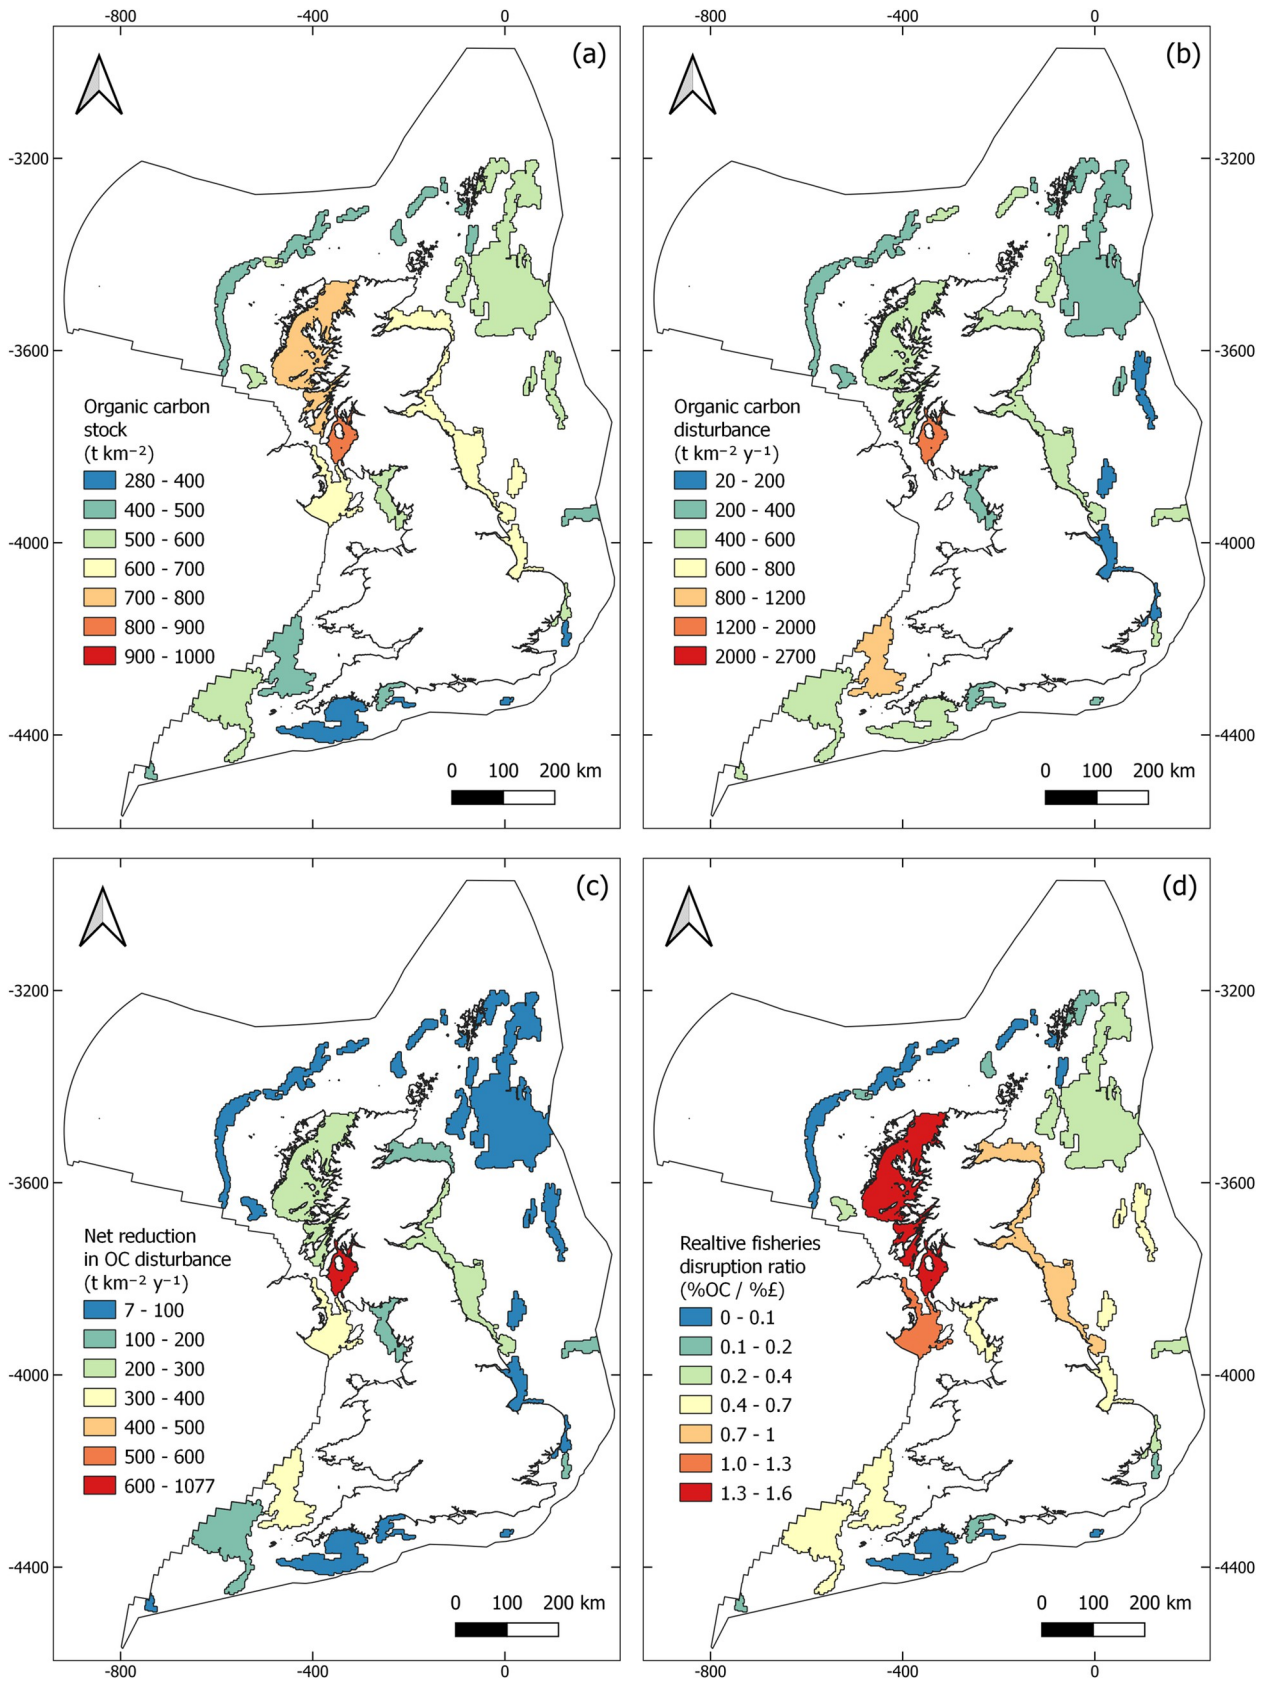 -800 -400 0 -800 -400 0
(a) (b)
-3200 -3200
-3600 -3600
Organic carbon
stock
(t km⁻²)
280 - 400
400 - 500
500 - 600
600 - 700
700 - 800
800 - 900
900 - 1000
Organic carbon
disturbance
(t km⁻² y⁻¹)
20 - 200
200 - 400
400 - 600
600 - 800
800 - 1200
1200 - 2000
2000 - 2700
-4000 -4000
-4400 -4400
0 100 200 km
0 100 200 km
(c) (d)
-3200 -3200
-3600 -3600
Net reduction
in OC disturbance
(t km⁻² y⁻¹)
7 - 100
100 - 200
200 - 300
300 - 400
400 - 500
500 - 600
600 - 1077
Realtive fisheries
disruption ratio
(%OC / %£)
0 - 0.1
0.1 - 0.2
0.2 - 0.4
0.4 - 0.7
0.7 - 1
1.0 - 1.3
1.3 - 1.6
-4000 -4000
-4400 -4400
0 100 200 km
0 100 200 km
-800 -400 0 -800 -400 0